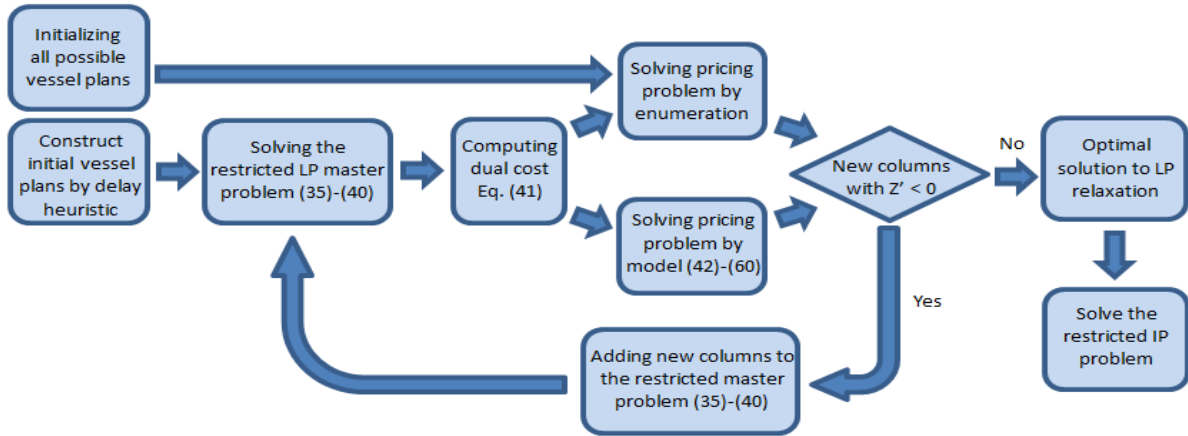 Initializing
all possible
vessel plans
Construct
initial vessel
plans by delay
heuristic
Solving the
restricted LP master
problem (35)-(40)
Computing
dual cost
Eq. (41)
Solving pricing
problem by
enumeration
Solving pricing
problem by
model (42)-(60)
New columns
with Z' < 0
No
Optimal
solution to LP
relaxation
Yes
Solve the
restricted IP
problem
Adding new columns to
the restricted master
problem (35)-(40)